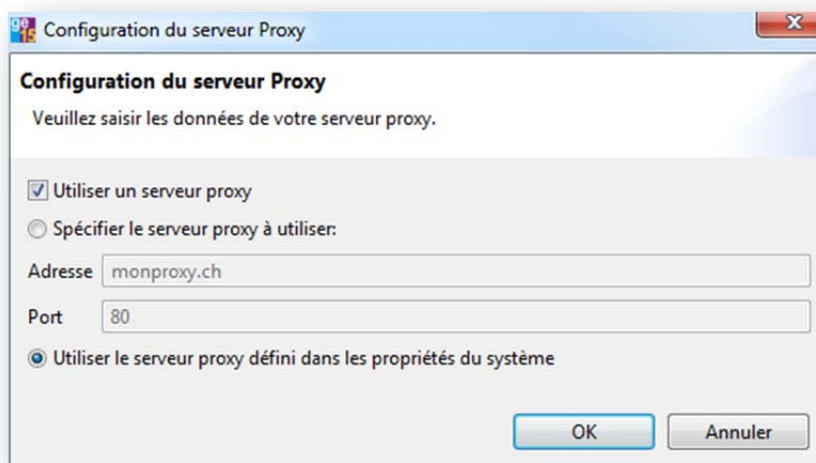 ge
15
Configuration du serveur Proxy
Configuration du serveur Proxy
Veuillez saisir les données de votre serveur proxy.
Utiliser un serveur proxy
Spécifier le serveur proxy à utiliser:
Adresse monproxy.ch
Port 80
Utiliser le serveur proxy défini dans les propriétés du système
OK Annuler